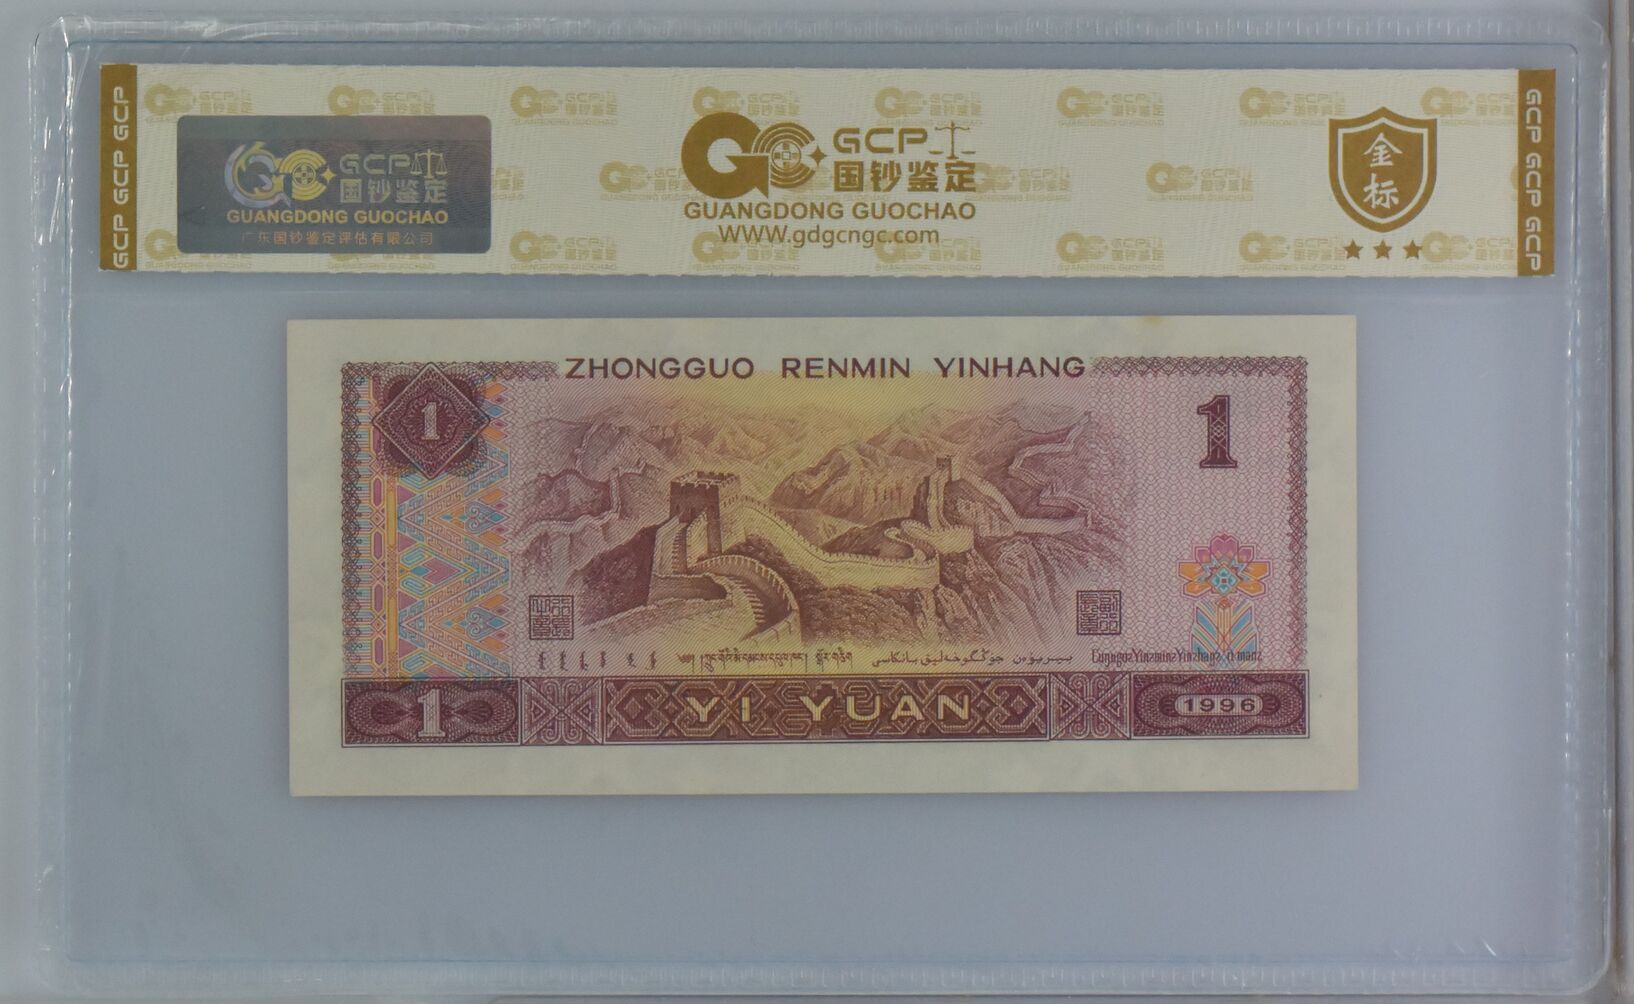 GCP GCP GCP
GCP
国钞鉴定
GUANGDONG GUOCHAO
广东国钞鉴定评估有限公司
GCP
国钞鉴定
GUANGDONG GUOCHAO
WWW.gdgcngc.com
金标
GCP GCP GCP
ZHONGGUO RENMIN YINHANG
1
1
1
YI YUAN
1996